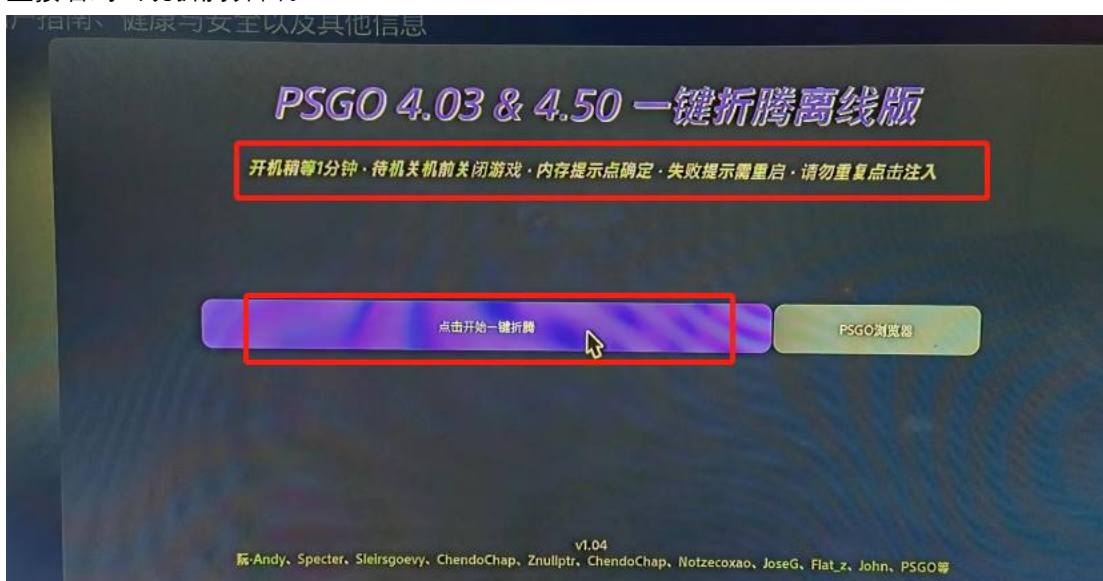 户指南、健康与安全以及其他信息
PSGO 4.03 & 4.50 一键折腾离线版
开机稍等1分钟·待机关机前关闭游戏·内存提示点确定·失败提示需重启·请勿重复点击注入
点击开始一键折腾
PSGO浏览器
v1.04
阮·Andy、Specter、Sleirsgoevy、ChendoChap、Znullptr、ChendoChap、Notzecoxao、JoseG、Flat_z、John、PSGO等